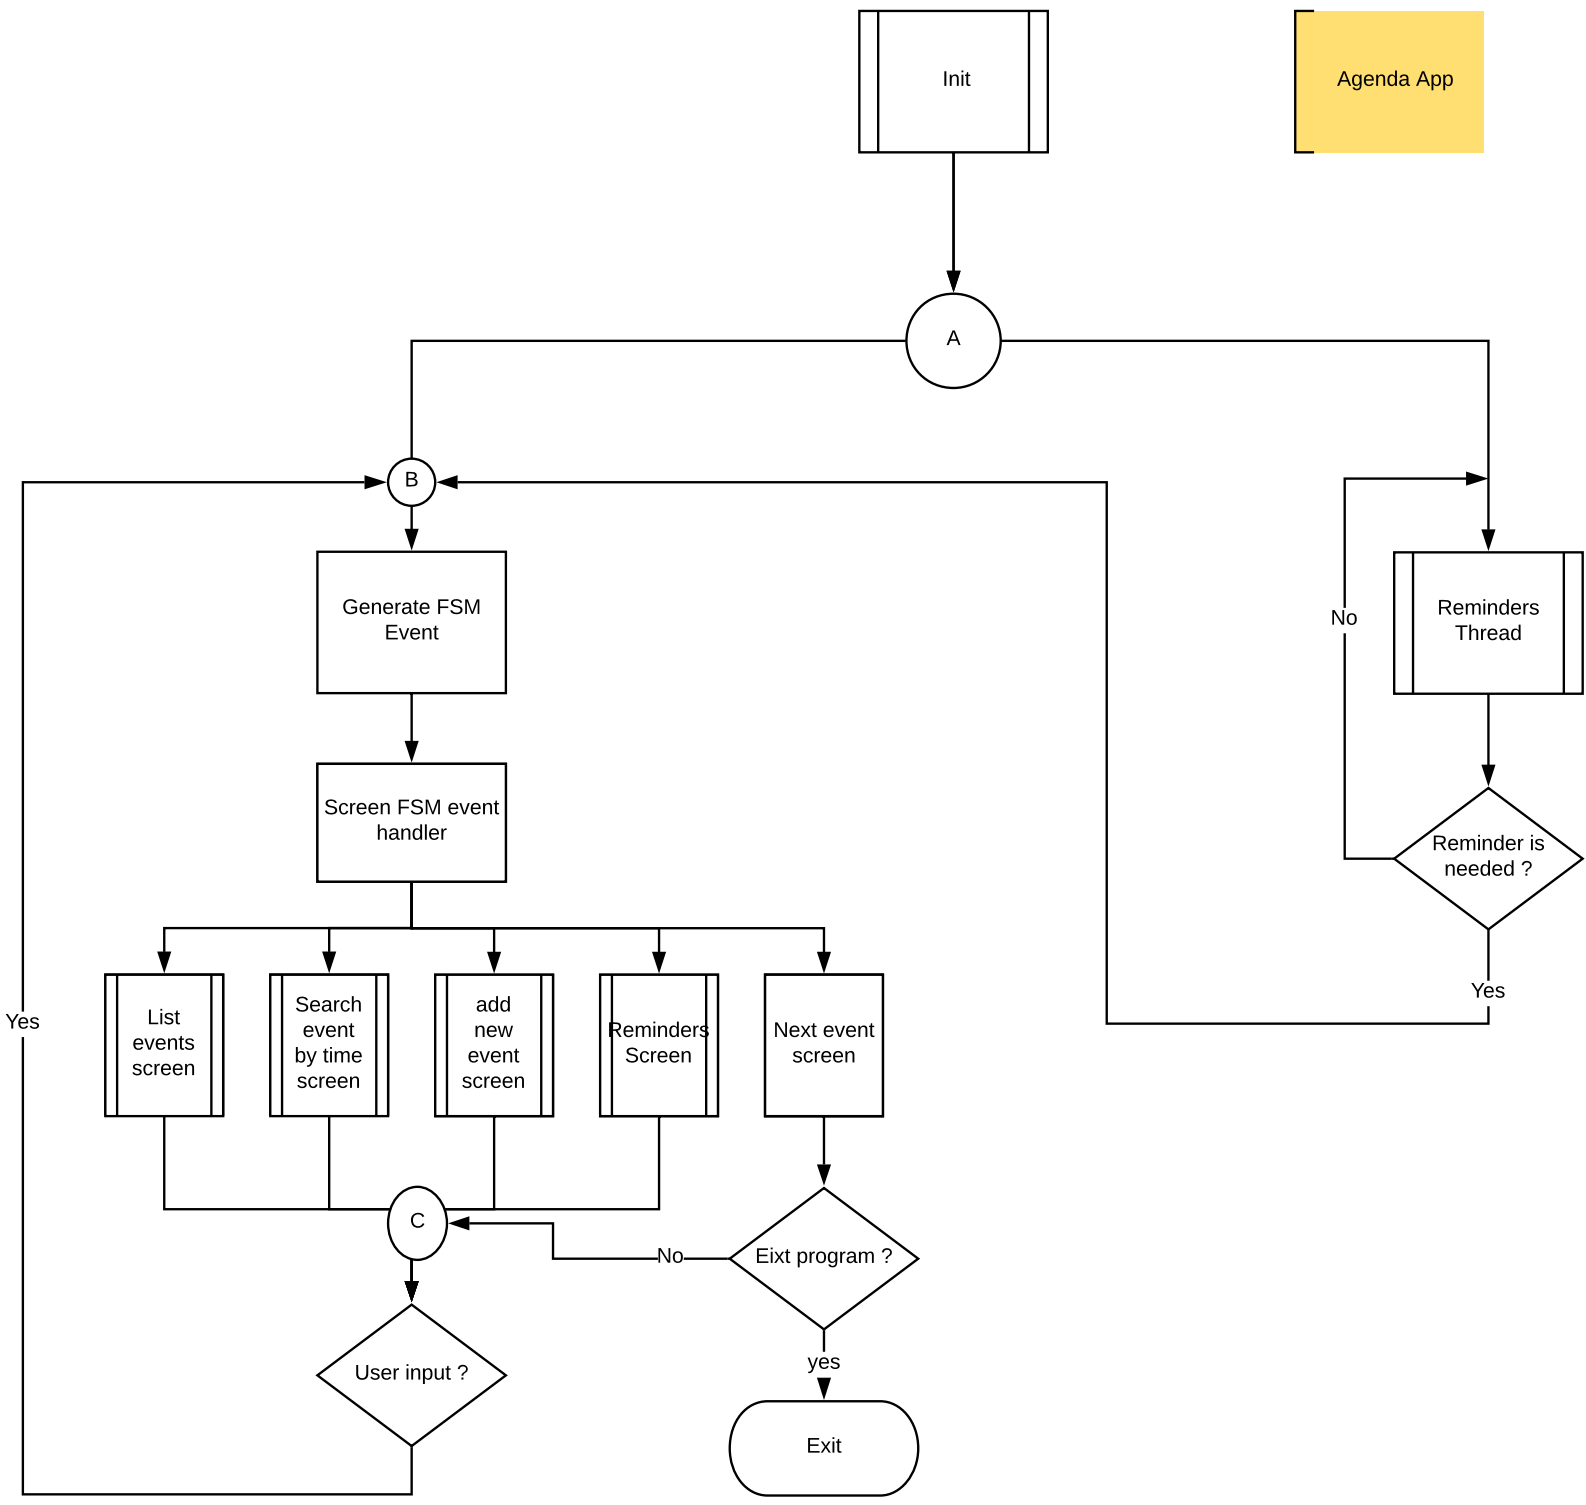 Init
Agenda App
A
B
Generate FSM
Event
No
Reminders
Thread
Screen FSM event
handler
Reminder is
needed ?
Yes
Yes
List
events
screen
Search
event
by time
screen
add
new
event
screen
Reminders
Screen
Next event
screen
C
No
Eixt program ?
User input ?
yes
Exit